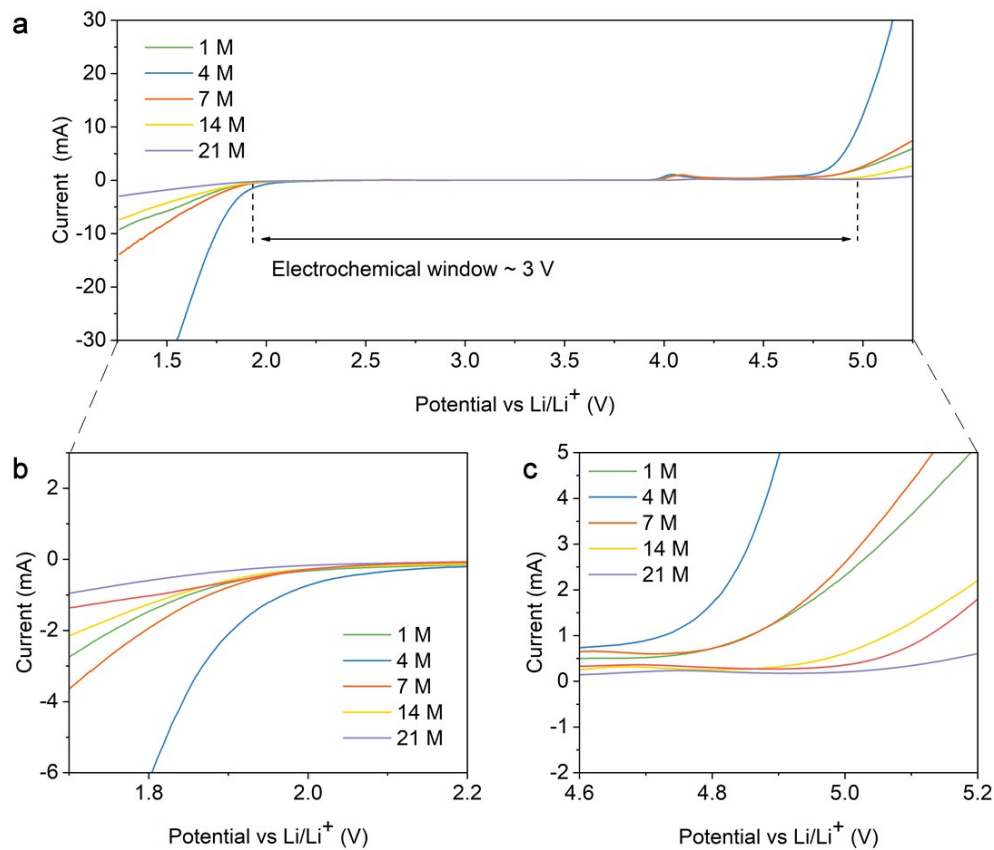 a
30
20
10
0
-10
-20
-30
Current (mA)
1 M
4 M
7 M
14 M
21 M
Electrochemical window ~ 3 V
1.5 2.0 2.5 3.0 3.5 4.0 4.5 5.0
Potential vs Li/Li⁺ (V)
b
2
0
-2
-4
-6
Current (mA)
1 M
4 M
7 M
14 M
21 M
1.8 2.0 2.2
Potential vs Li/Li⁺ (V)
c
5
4
3
2
1
0
-1
-2
Current (mA)
1 M
4 M
7 M
14 M
21 M
4.6 4.8 5.0 5.2
Potential vs Li/Li⁺ (V)